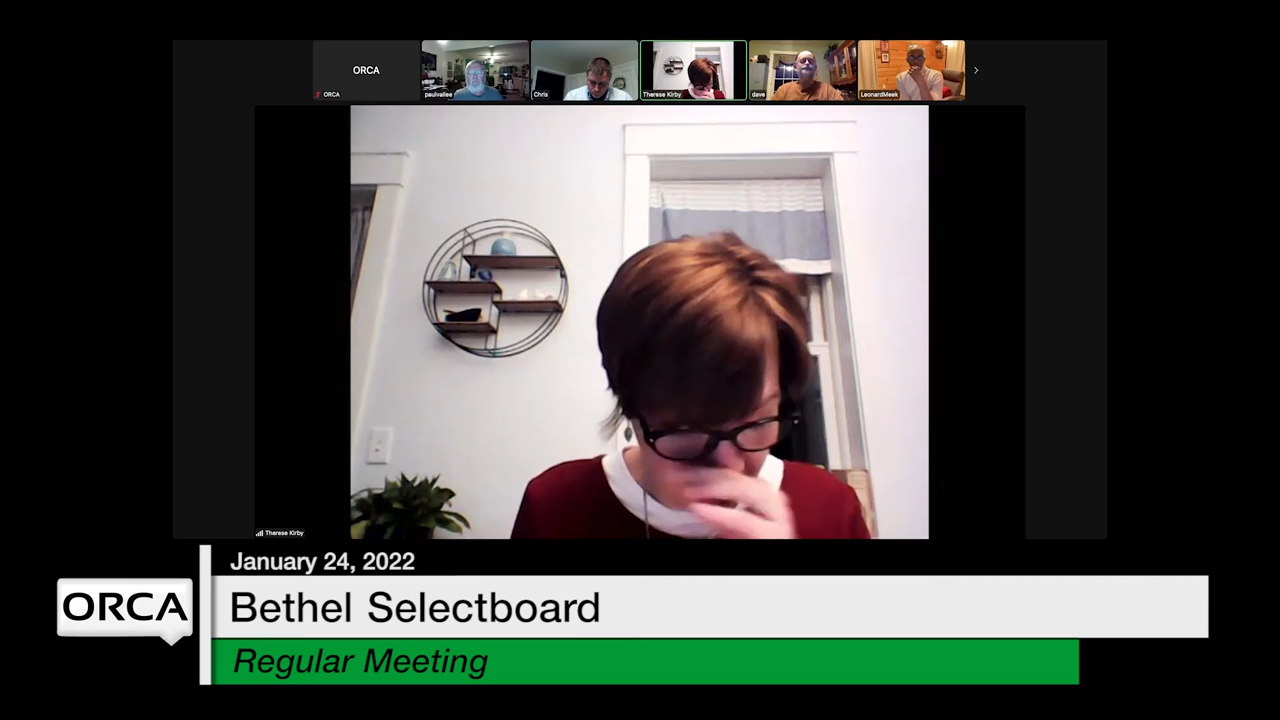 ORCA
ORCA
paulvallee
Chris
Therese Kirby
dave
LeonardMeek
Therese Kirby
January 24, 2022
ORCA
Bethel Selectboard
Regular Meeting